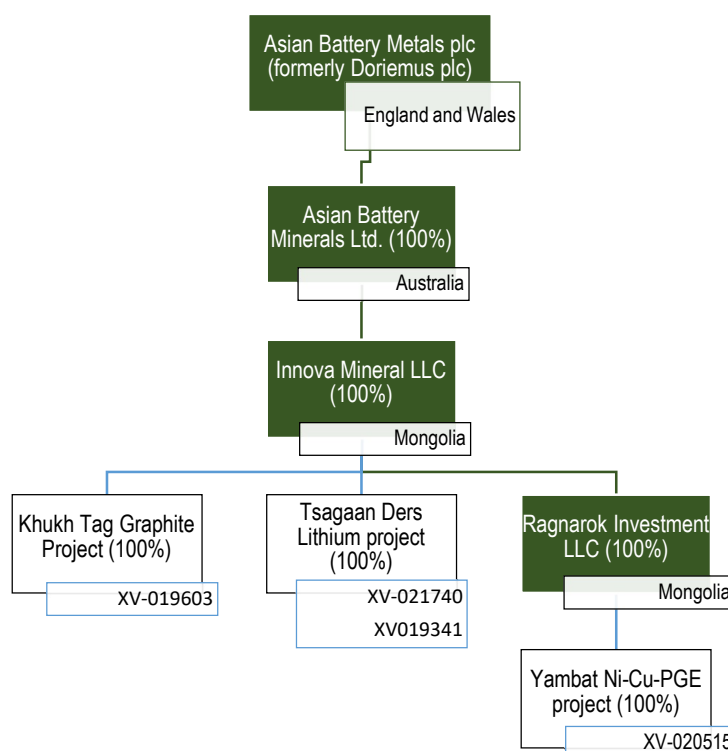 Asian Battery Metals plc
(formerly Doriemus plc)
England and Wales
Asian Battery
Minerals Ltd. (100%)
Australia
Innova Mineral LLC
(100%)
Mongolia
Khukh Tag Graphite
Project (100%)
XV-019603
Tsagaan Ders
Lithium project
(100%)
XV-021740
XV019341
Ragnarok Investment
LLC (100%)
Mongolia
Yambat Ni-Cu-PGE
project (100%)
XV-020515